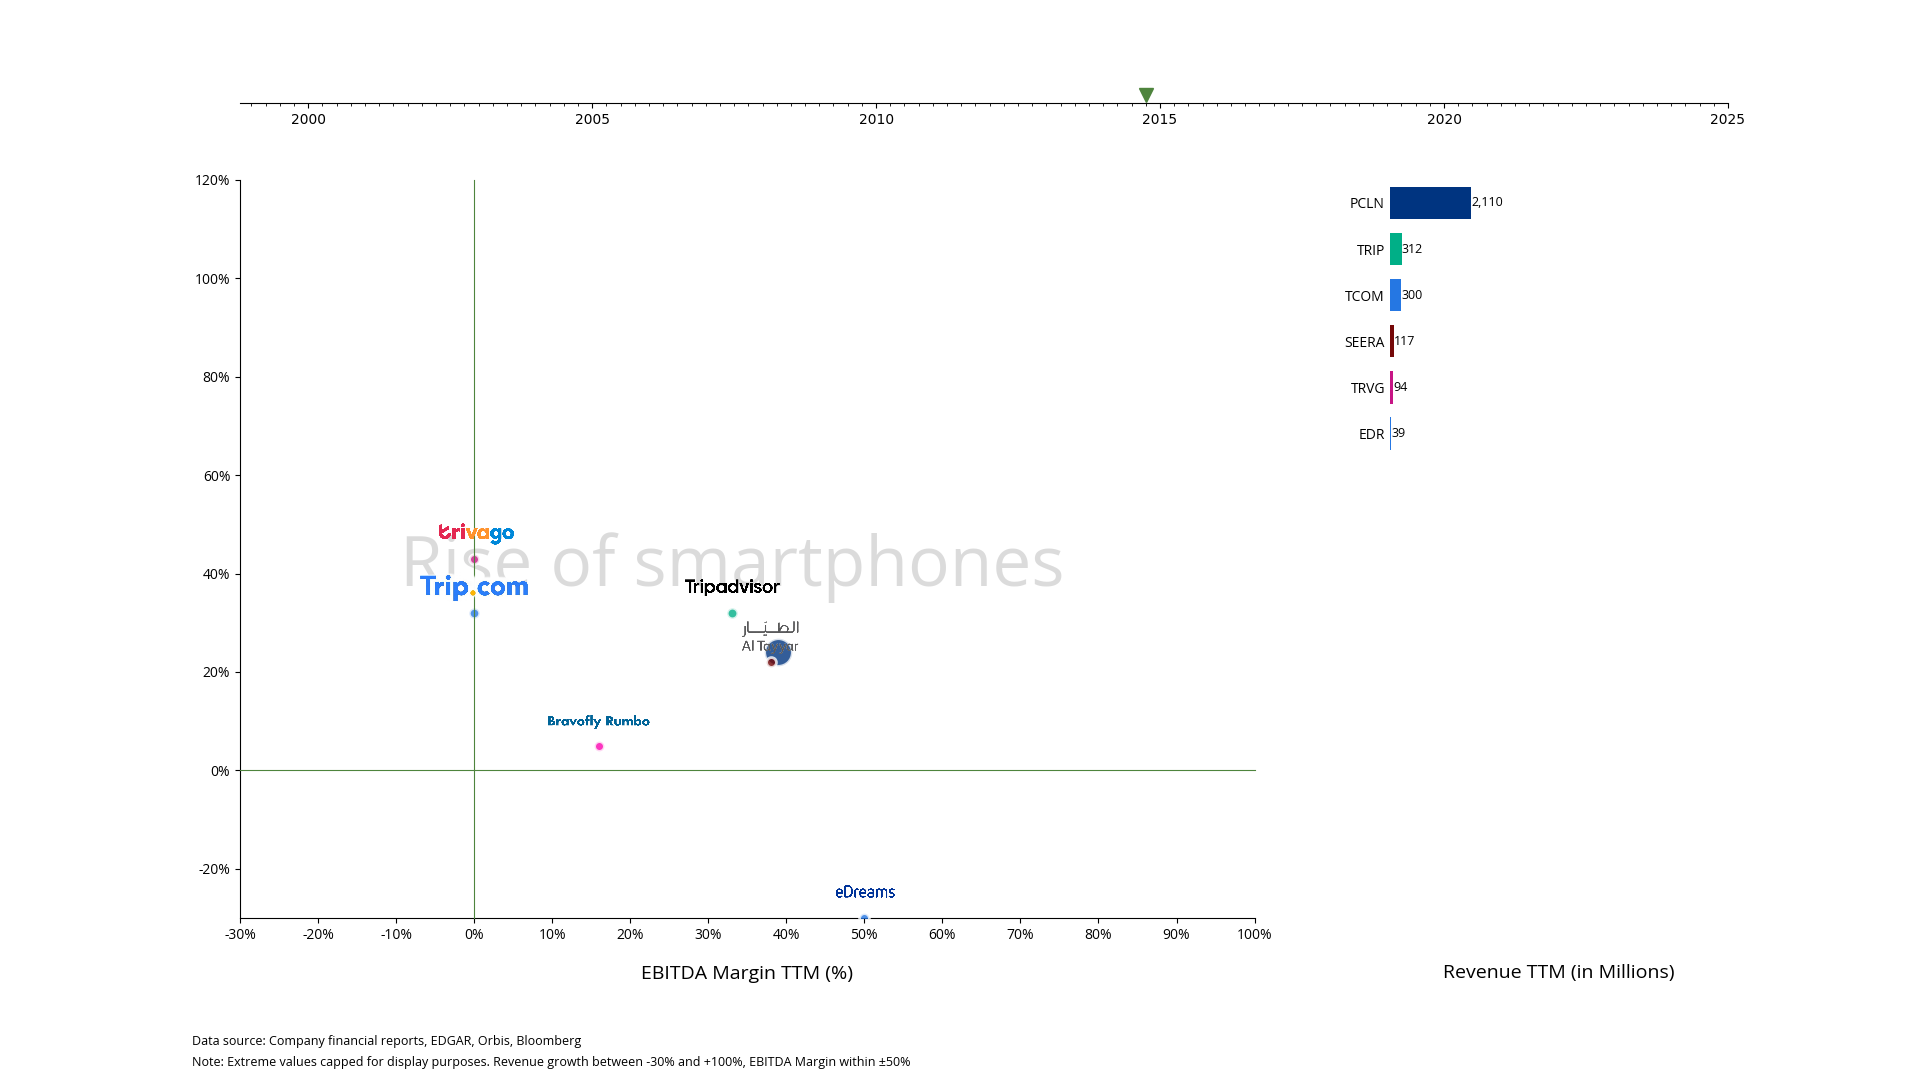 2000 2005 2010 2015 2020 2025
120%
100%
80%
60%
40%
20%
0%
-20%
-30% -20% -10% 0% 10% 20% 30% 40% 50% 60% 70% 80% 90% 100%
EBITDA Margin TTM (%)
Rise of smartphones
trivago
Trip.com
Tripadvisor
الطيّار
Al Tayyar
Bravofly Rumbo
eDreams
PCLN 2,110
TRIP 312
TCOM 300
SEERA 117
TRVG 94
EDR 39
Revenue TTM (in Millions)
Data source: Company financial reports, EDGAR, Orbis, Bloomberg
Note: Extreme values capped for display purposes. Revenue growth between -30% and +100%, EBITDA Margin within ±50%